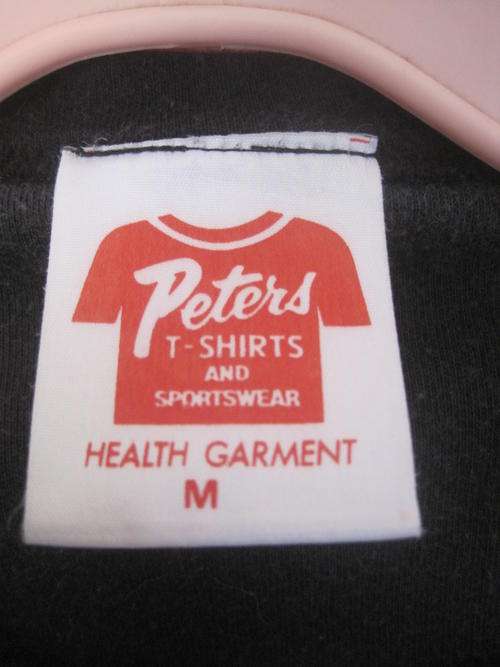 Peters
T-SHIRTS
AND
SPORTSWEAR
HEALTH GARMENT
M